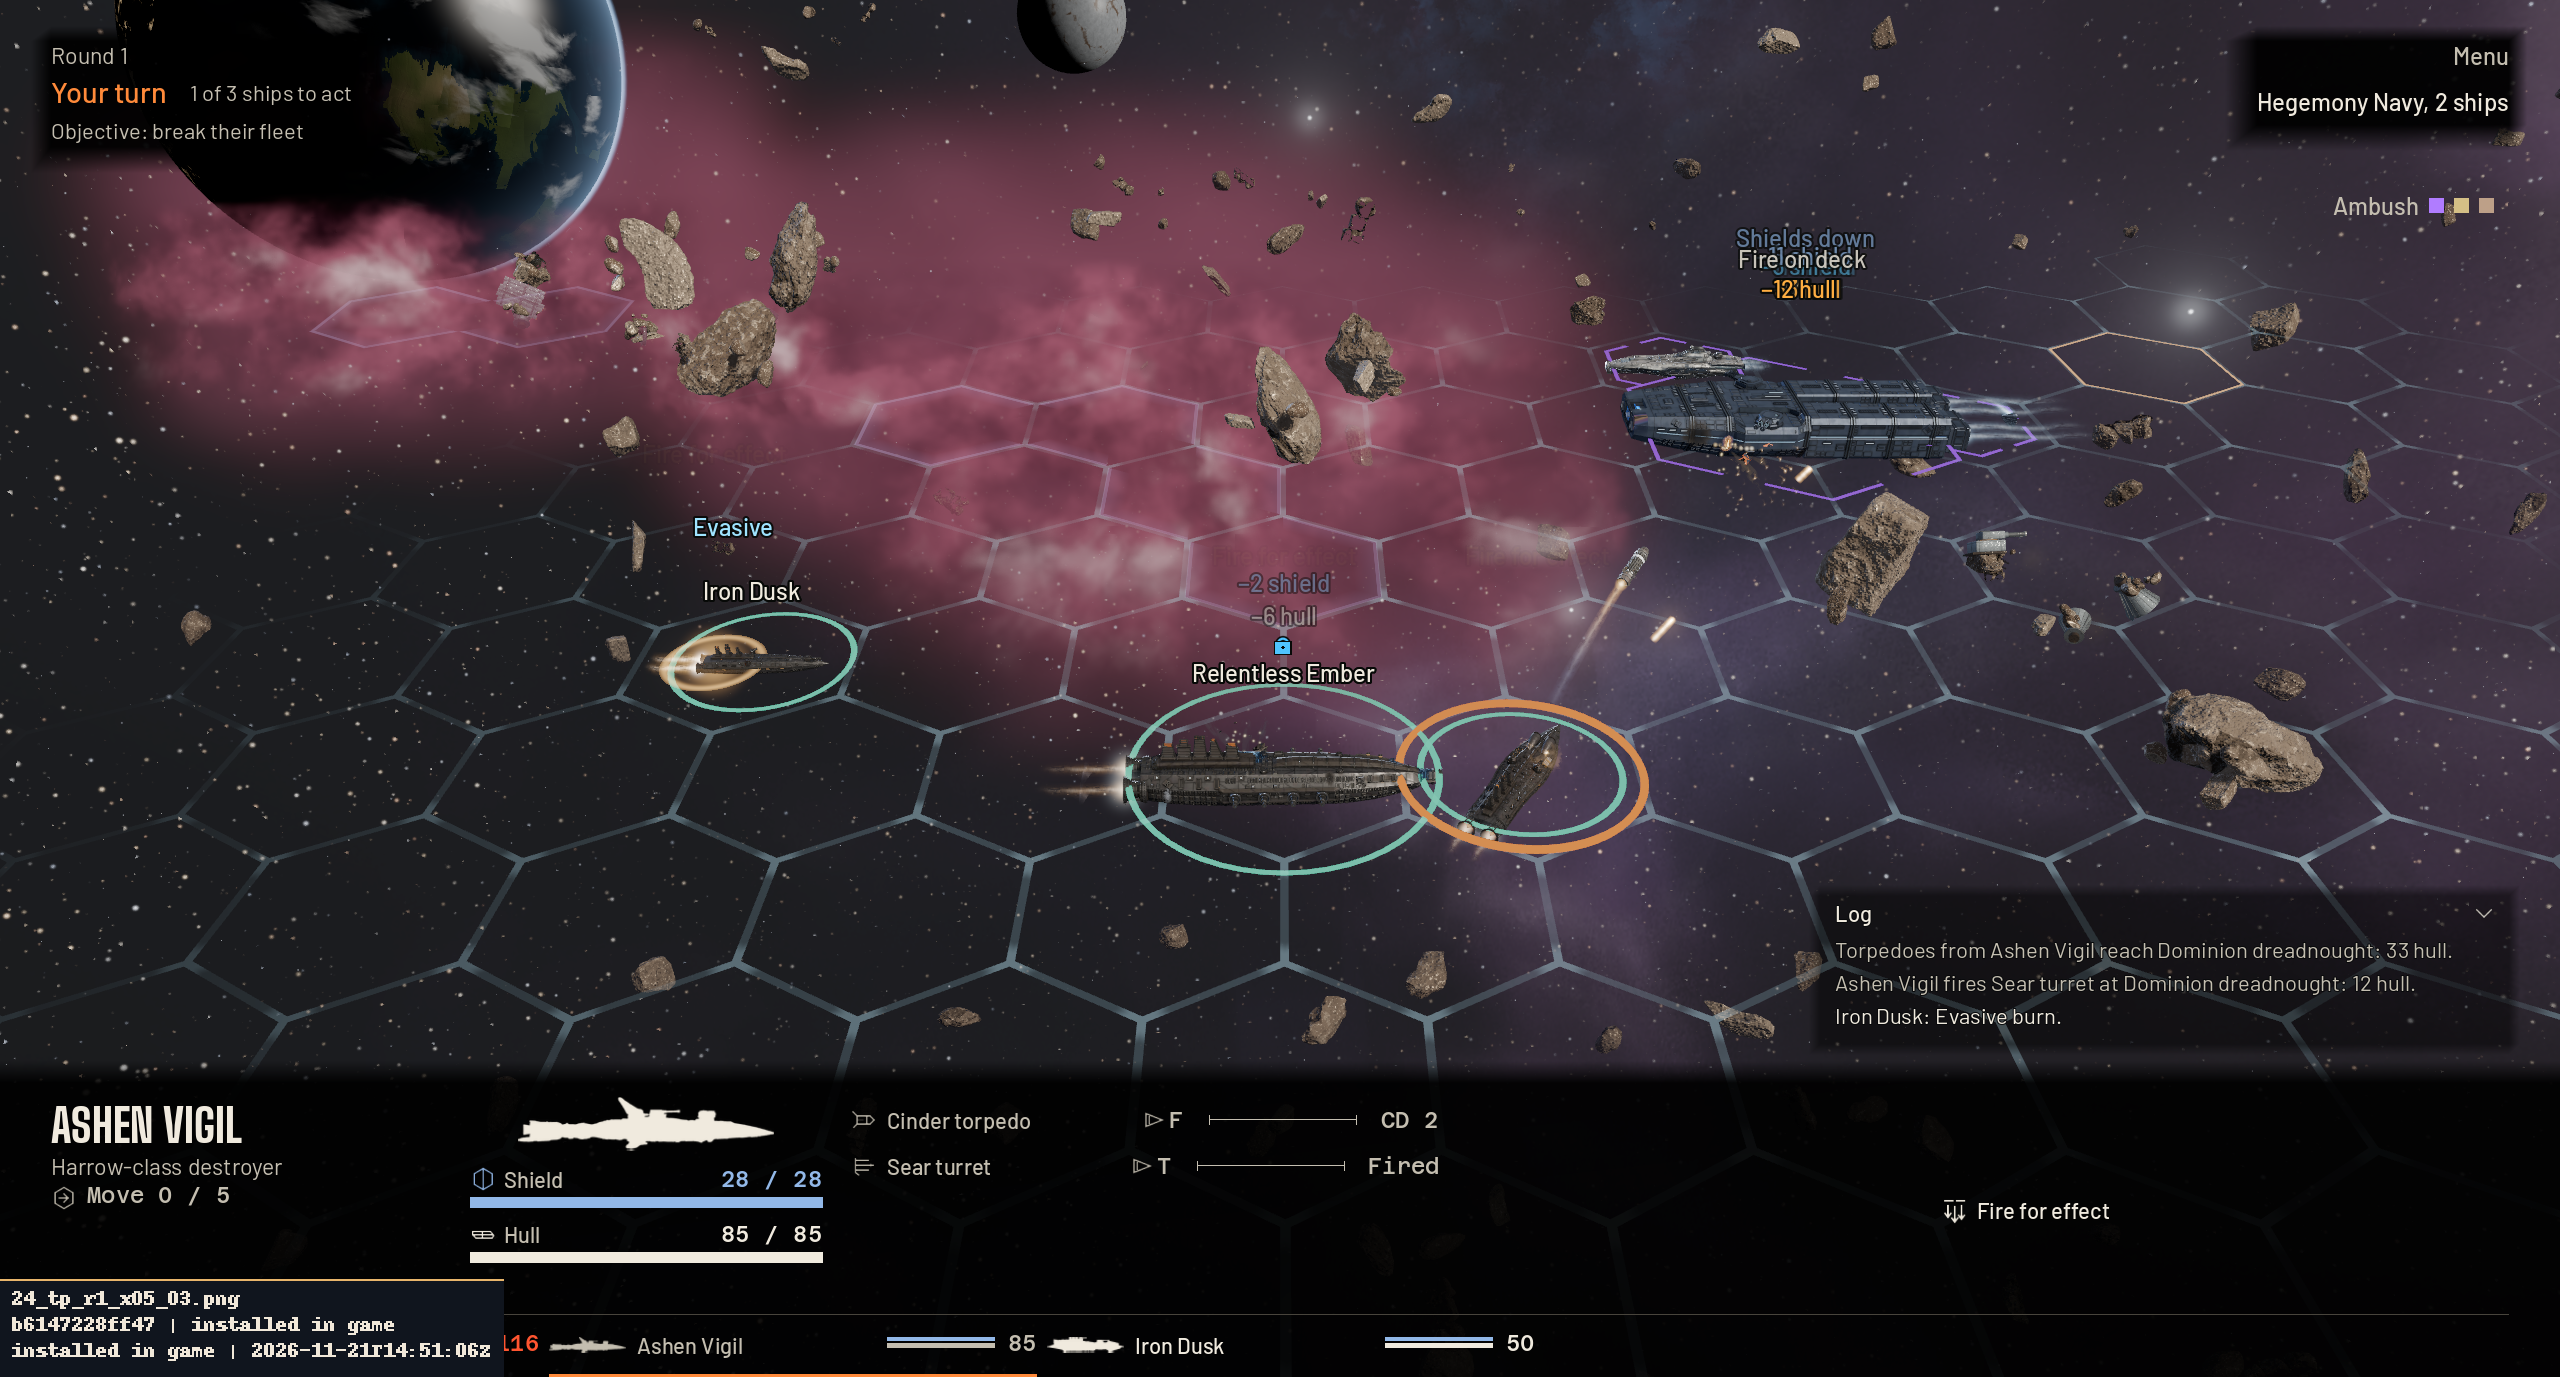 Round 1
Your turn 1 of 3 ships to act
Objective: break their fleet
Menu
Hegemony Navy, 2 ships
Ambush
Shields down
Fire on deck
Evasive
Iron Dusk
−2 shield
−6 hull
Relentless Ember
Log
Torpedoes from Ashen Vigil reach Dominion dreadnought: 33 hull.
Ashen Vigil fires Sear turret at Dominion dreadnought: 12 hull.
Iron Dusk: Evasive burn.
ASHEN VIGIL
Harrow-class destroyer
Move 0 / 5
Shield 28 / 28
Hull 85 / 85
Cinder torpedo F CD 2
Sear turret T Fired
Fire for effect
24_tp_r1_x05_03.png
b6147228ff47 | installed in game
installed in game | 2026-11-21r14:51:06z
116 Ashen Vigil 85 Iron Dusk 50